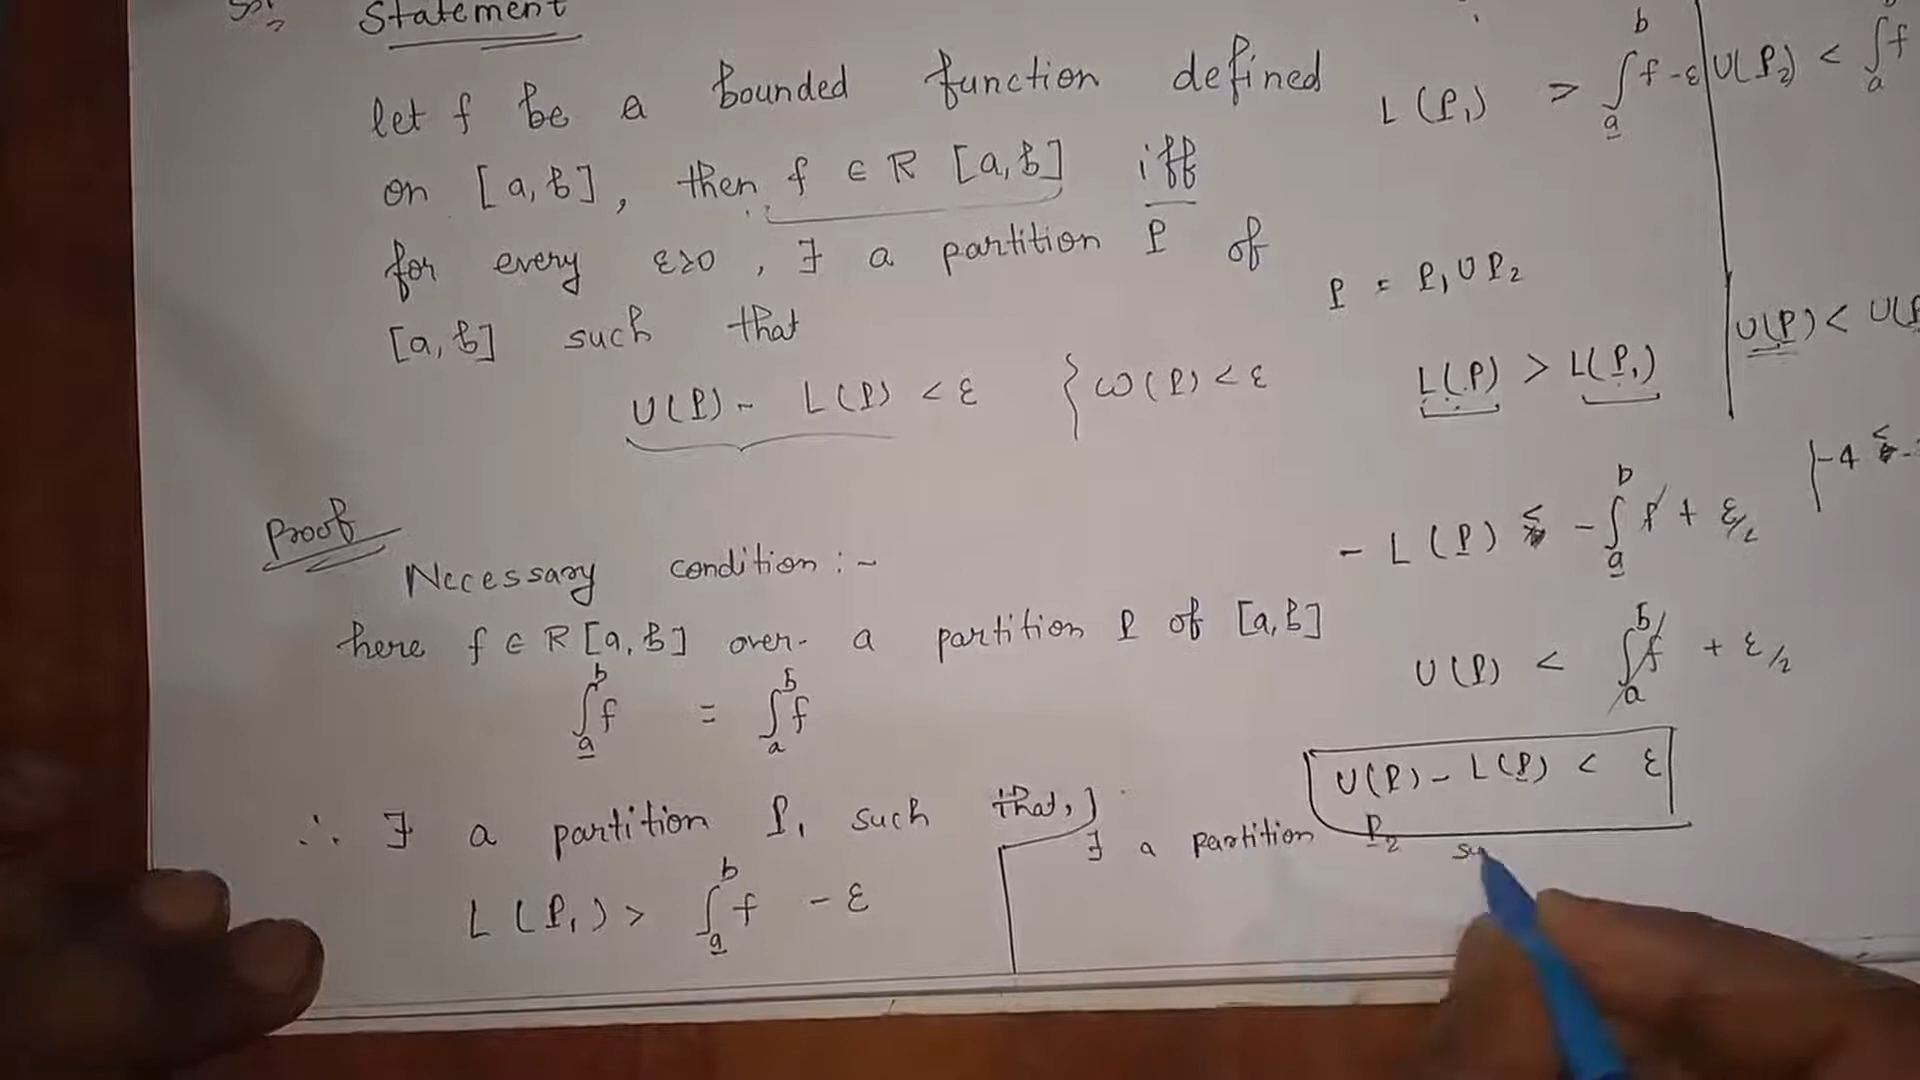 Statement
let f be a bounded function defined
on [a, b], then f ∈ R [a, b] iff
for every ε>0, ∃ a partition P of
[a, b] such that
U(P) - L(P) < ε { ω(P) < ε
Proof
Necessary condition :-
here f ∈ R [a, b] over a partition P of [a, b]
∫_a^b f = ∫_a^b f
∴ ∃ a partition P₁ such that,
L (P₁) > ∫_a^b f - ε
∃ a partition P₂ su
L (P₁) > ∫_a^b f - ε
U(P₂) < ∫_a f
P = P₁ ∪ P₂
L(P) > L(P₁)
U(P) < U(P
-4 ≤ -
- L (P) ≤ - ∫_a^b f + ε/2
U (P) < ∫_a^b f + ε/2
U(P) - L(P) < ε